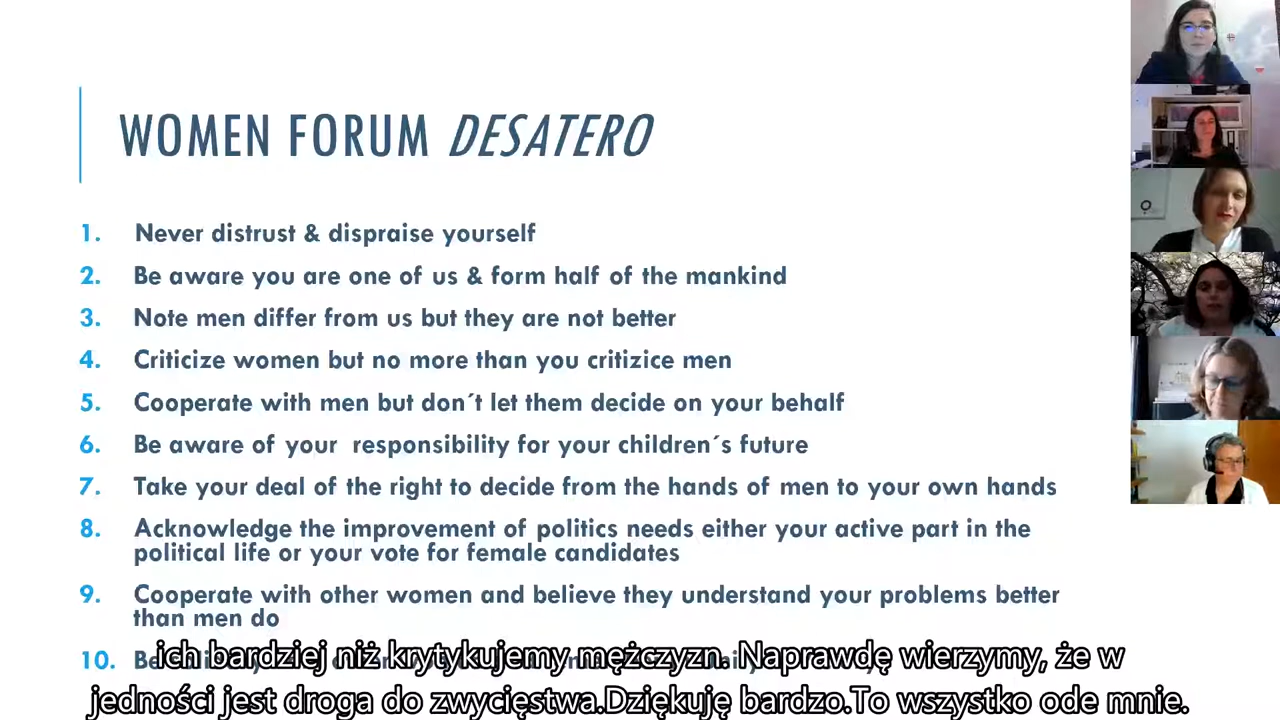 WOMEN FORUM DESATERO
1. Never distrust & dispraise yourself
2. Be aware you are one of us & form half of the mankind
3. Note men differ from us but they are not better
4. Criticize women but no more than you critizice men
5. Cooperate with men but don´t let them decide on your behalf
6. Be aware of your responsibility for your children´s future
7. Take your deal of the right to decide from the hands of men to your own hands
8. Acknowledge the improvement of politics needs either your active part in the
political life or your vote for female candidates
9. Cooperate with other women and believe they understand your problems better
than men do
10.
ich bardziej niż krytykujemy mężczyzn. Naprawdę wierzymy, że w
jedności jest droga do zwycięstwa.Dziękuję bardzo.To wszystko ode mnie.